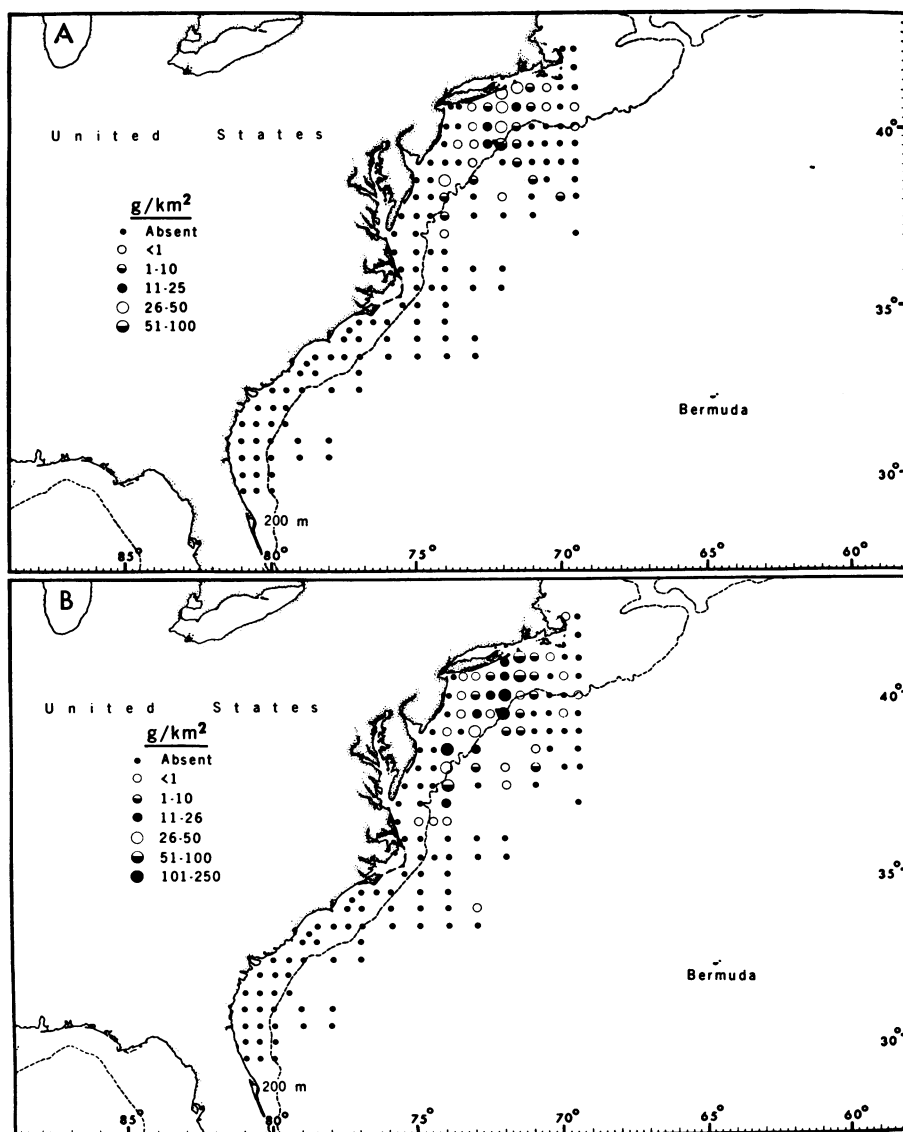 A
United States
40°
g/km²
Absent
<1
1-10
11-25
26-50
51-100
35°
Bermuda
30°
200 m
85° 80° 75° 70° 65° 60°
B
United States
40°
g/km²
Absent
<1
1-10
11-26
26-50
51-100
101-250
35°
Bermuda
30°
200 m
85° 80° 75° 70° 65° 60°